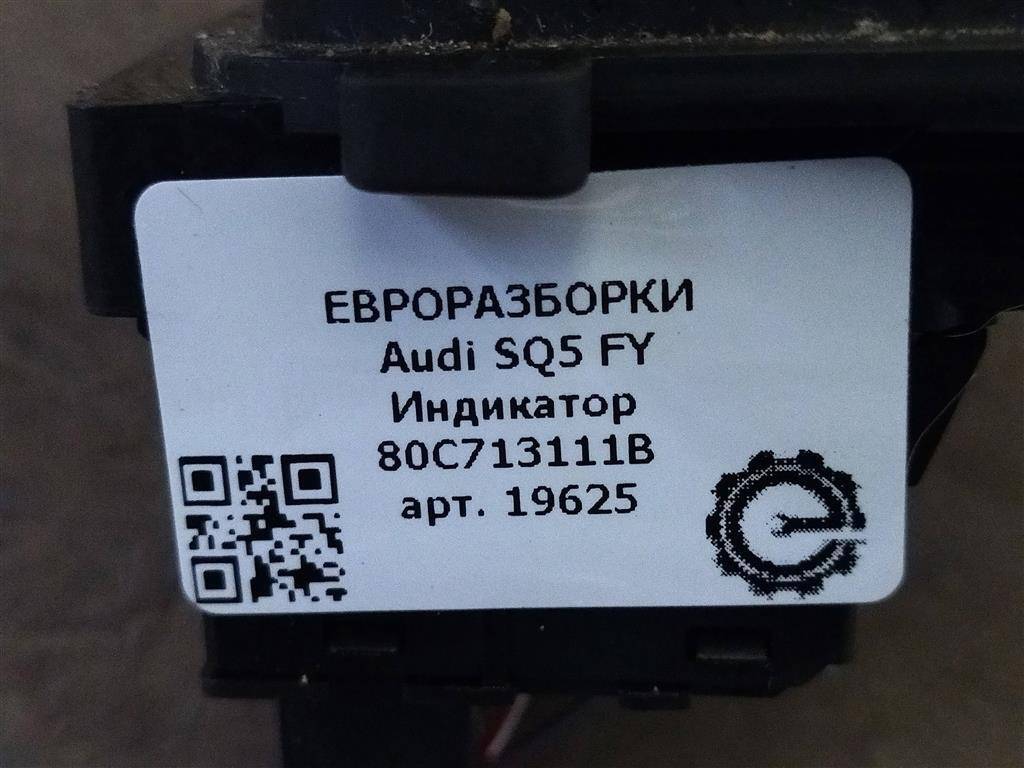 ЕВРОРАЗБОРКИ
Audi SQ5 FY
Индикатор
80C713111B
арт. 19625